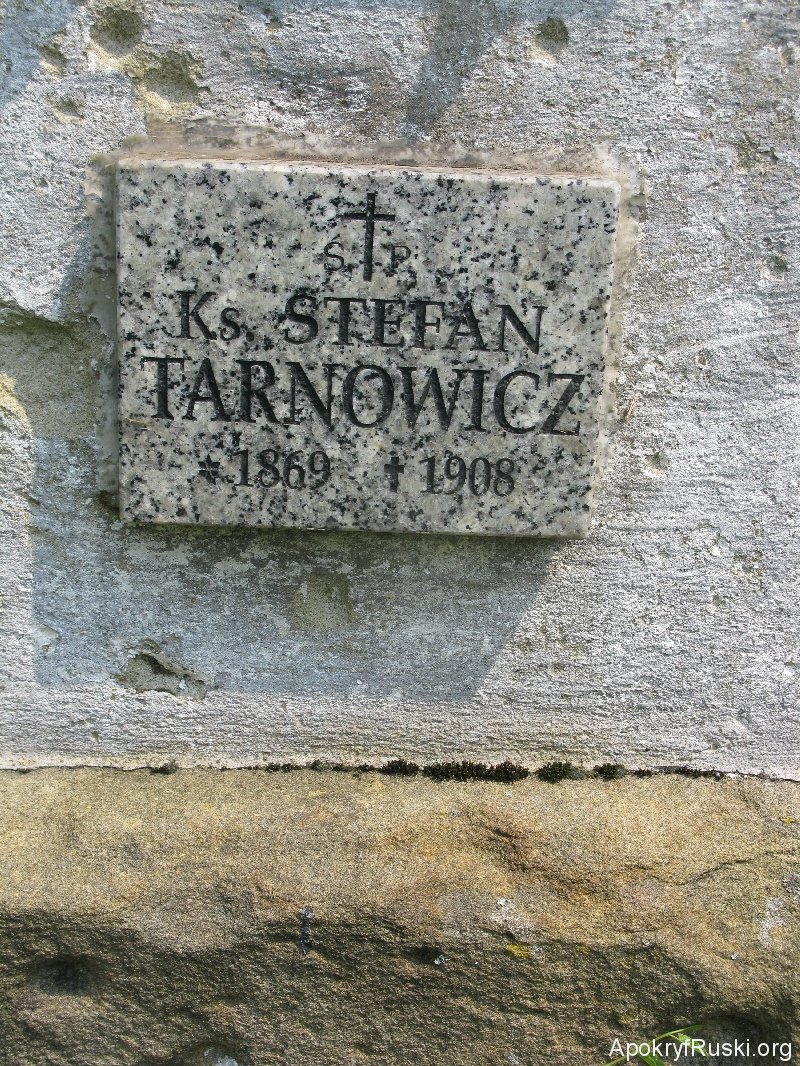 S P
Ks. STEFAN
TARNOWICZ
* 1869 † 1908
ApokryfRuski.org